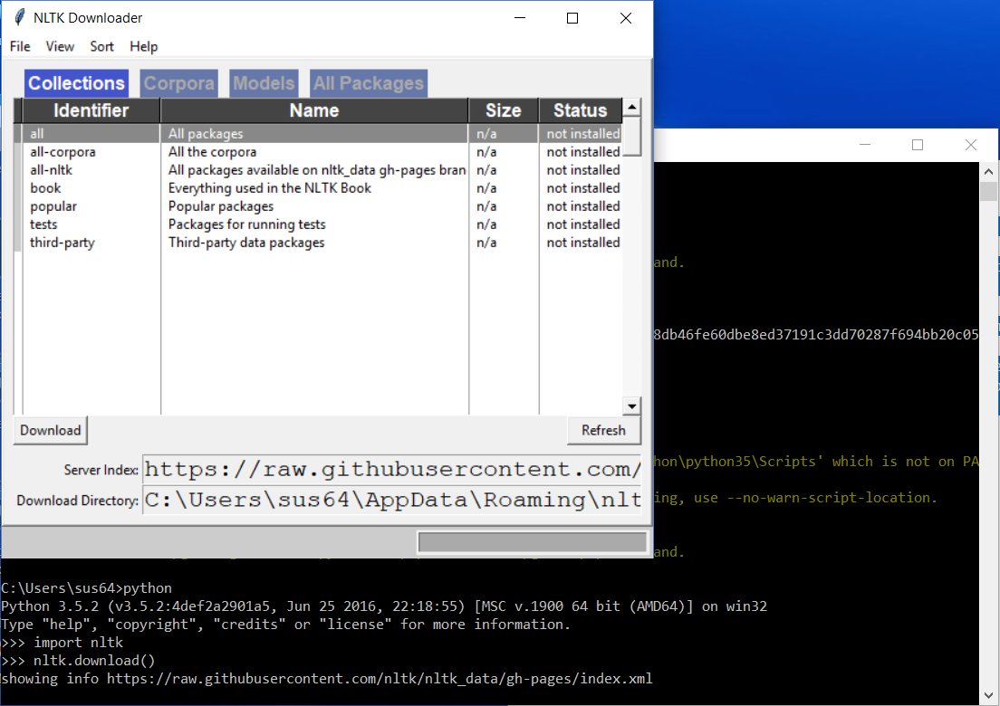 NLTK Downloader
File View Sort Help
Collections Corpora Models All Packages
Identifier Name Size Status
all All packages n/a not installed
all-corpora All the corpora n/a not installed
all-nltk All packages available on nltk_data gh-pages bran n/a not installed
book Everything used in the NLTK Book n/a not installed
popular Popular packages n/a not installed
tests Packages for running tests n/a not installed
third-party Third-party data packages n/a not installed
Download Refresh
Server Index: https://raw.githubusercontent.com/
Download Directory: C:\Users\sus64\AppData\Roaming\nlt
and.
8db46fe60dbe8ed37191c3dd70287f694bb20c05
hon\python35\Scripts' which is not on PA
ing, use --no-warn-script-location.
and.
C:\Users\sus64>python
Python 3.5.2 (v3.5.2:4def2a2901a5, Jun 25 2016, 22:18:55) [MSC v.1900 64 bit (AMD64)] on win32
Type "help", "copyright", "credits" or "license" for more information.
>>> import nltk
>>> nltk.download()
showing info https://raw.githubusercontent.com/nltk/nltk_data/gh-pages/index.xml